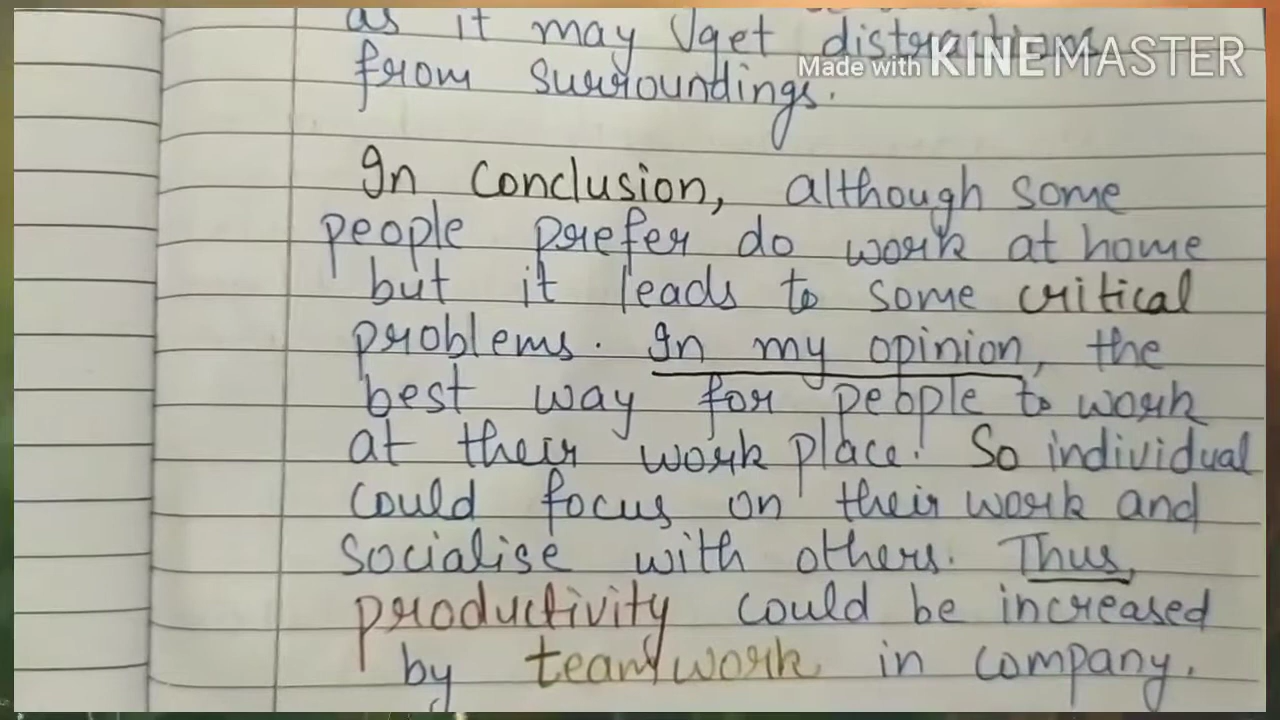 as it may get distractions
from surroundings.
Made with KINEMASTER
In Conclusion, although some
people prefer do work at home
but it leads to some critical
problems. In my opinion, the
best way for people to work
at their work place. So individual
could focus on their work and
socialise with others. Thus,
productivity could be increased
by team work in company.